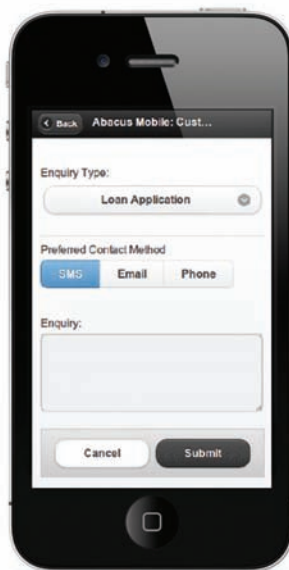 Back Abacus Mobile: Cust...
Enquiry Type:
Loan Application
Preferred Contact Method
SMS Email Phone
Enquiry:
Cancel Submit